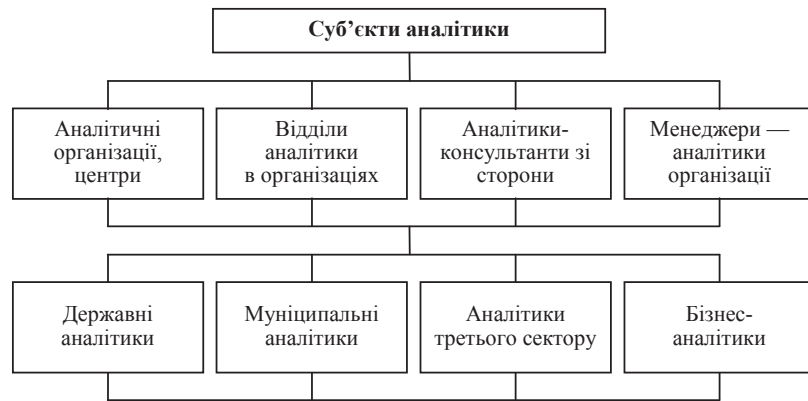 Суб’єкти аналітики
Аналітичні
організації,
центри
Відділи
аналітики
в організаціях
Аналітики-
консультанти зі
сторони
Менеджери —
аналітики
організації
Державні
аналітики
Муніципальні
аналітики
Аналітики
третього сектору
Бізнес-
аналітики